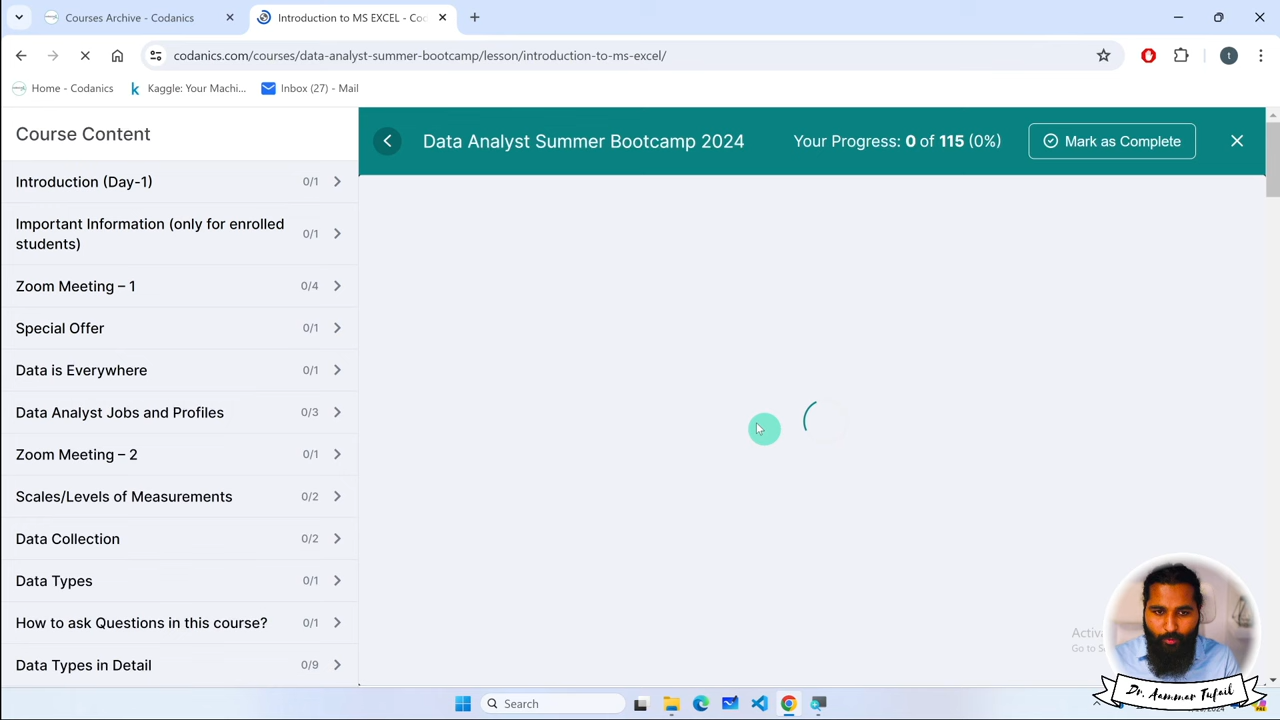 Courses Archive - Codanics
Introduction to MS EXCEL - Coc
codanics.com/courses/data-analyst-summer-bootcamp/lesson/introduction-to-ms-excel/
t
Home - Codanics
k Kaggle: Your Machi...
Inbox (27) - Mail
Course Content
Data Analyst Summer Bootcamp 2024
Your Progress: 0 of 115 (0%)
Mark as Complete
Introduction (Day-1) 0/1
Important Information (only for enrolled
students) 0/1
Zoom Meeting – 1 0/4
Special Offer 0/1
Data is Everywhere 0/1
Data Analyst Jobs and Profiles 0/3
Zoom Meeting – 2 0/1
Scales/Levels of Measurements 0/2
Data Collection 0/2
Data Types 0/1
How to ask Questions in this course? 0/1
Data Types in Detail 0/9
Activ
Go to S
Dr. Aammar Tufail
Search